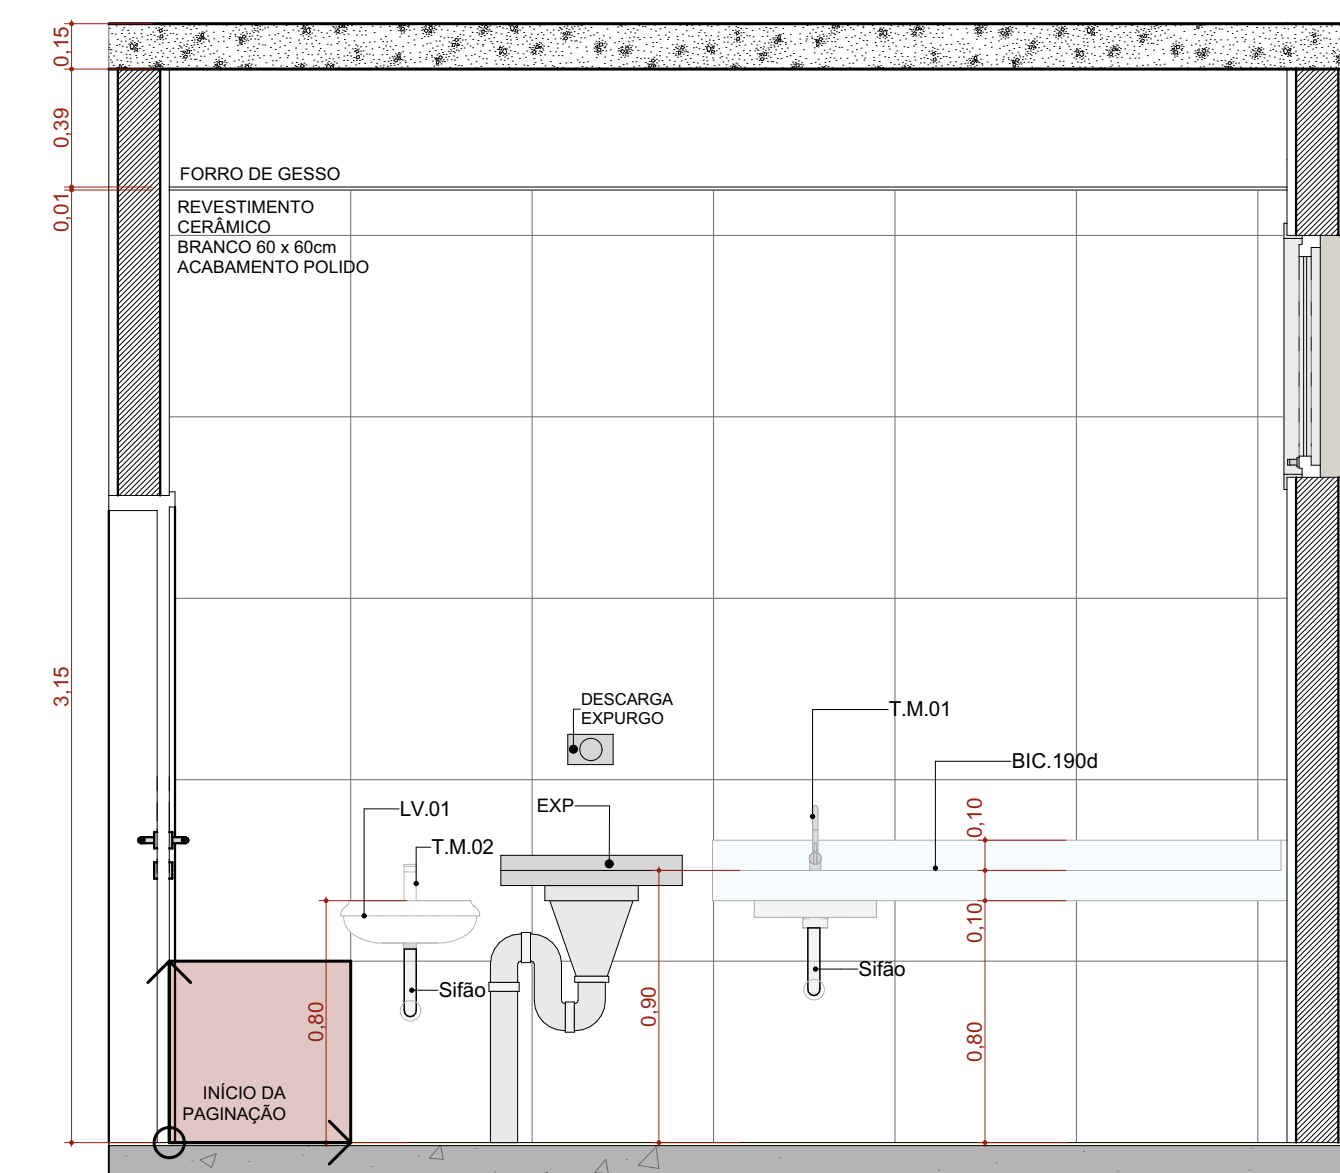 0,15
0,39
FORRO DE GESSO
0,01
REVESTIMENTO
CERÂMICO
BRANCO 60 x 60cm
ACABAMENTO POLIDO
3,15
DESCARGA
EXPURGO
T.M.01
BIC.190d
LV.01
EXP
0,10
T.M.02
0,10
Sifão
Sifão
0,80
0,90
0,80
INÍCIO DA
PAGINAÇÃO